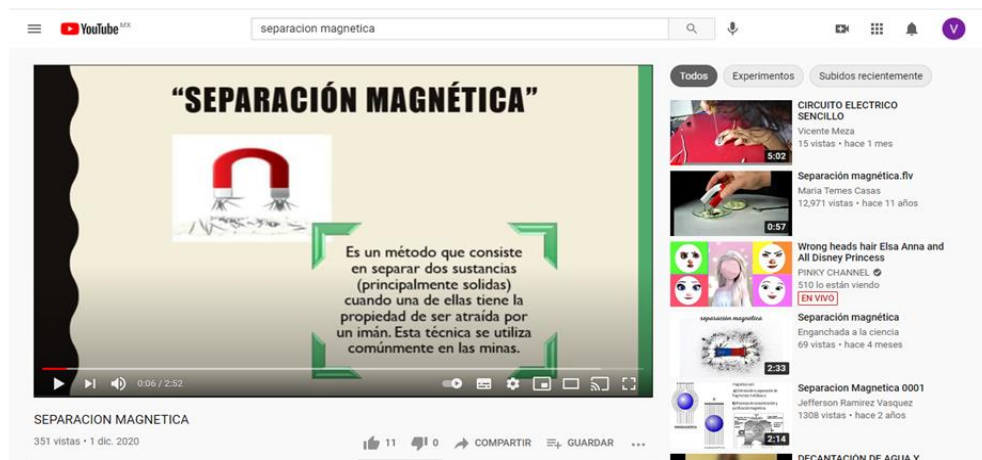 YouTube MX
separacion magnetica
V
“SEPARACIÓN MAGNÉTICA”
Es un método que consiste
en separar dos sustancias
(principalmente solidas)
cuando una de ellas tiene la
propiedad de ser atraída por
un imán. Esta técnica se utiliza
comúnmente en las minas.
0:06 / 2:52
SEPARACION MAGNETICA
351 vistas • 1 dic. 2020
11
0
COMPARTIR
GUARDAR
Todos
Experimentos
Subidos recientemente
5:02
CIRCUITO ELECTRICO
SENCILLO
Vicente Meza
15 vistas • hace 1 mes
0:57
Separación magnética.flv
Maria Temes Casas
12,971 vistas • hace 11 años
Wrong heads hair Elsa Anna and
All Disney Princess
PINKY CHANNEL
510 lo están viendo
EN VIVO
separación magnetica
2:33
Separación magnética
Enganchada a la ciencia
69 vistas • hace 4 meses
2:14
Separacion Magnetica 0001
Jefferson Ramirez Vasquez
1308 vistas • hace 2 años
DECANTACIÓN DE AGUA Y